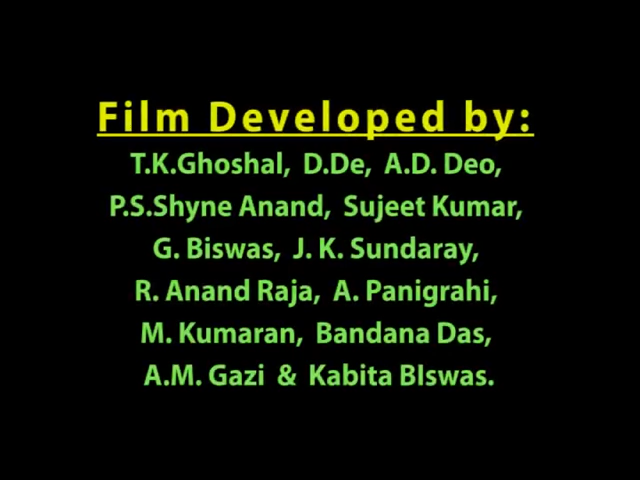 Film Developed by:
T.K.Ghoshal, D.De, A.D. Deo,
P.S.Shyne Anand, Sujeet Kumar,
G. Biswas, J. K. Sundaray,
R. Anand Raja, A. Panigrahi,
M. Kumaran, Bandana Das,
A.M. Gazi & Kabita BIswas.